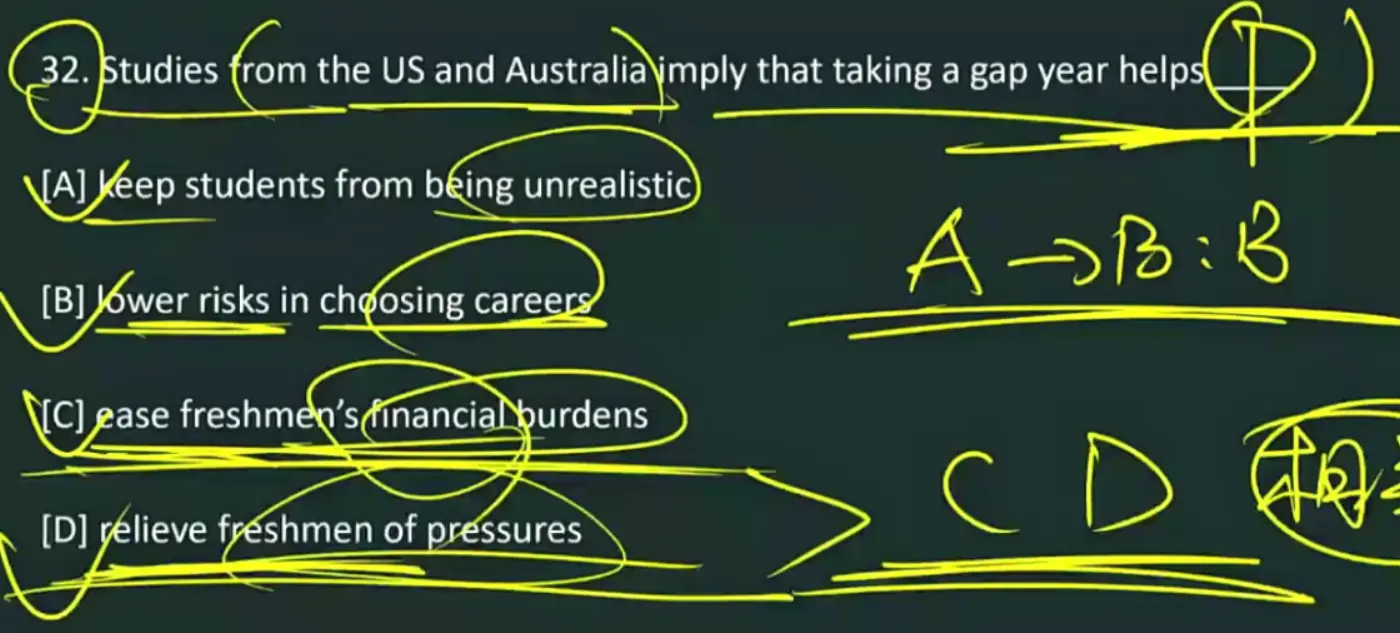 32. Studies from the US and Australia imply that taking a gap year helps D )
[A] keep students from being unrealistic
A → B : B
[B] lower risks in choosing careers
[C] ease freshmen's financial burdens
C D
[D] relieve freshmen of pressures